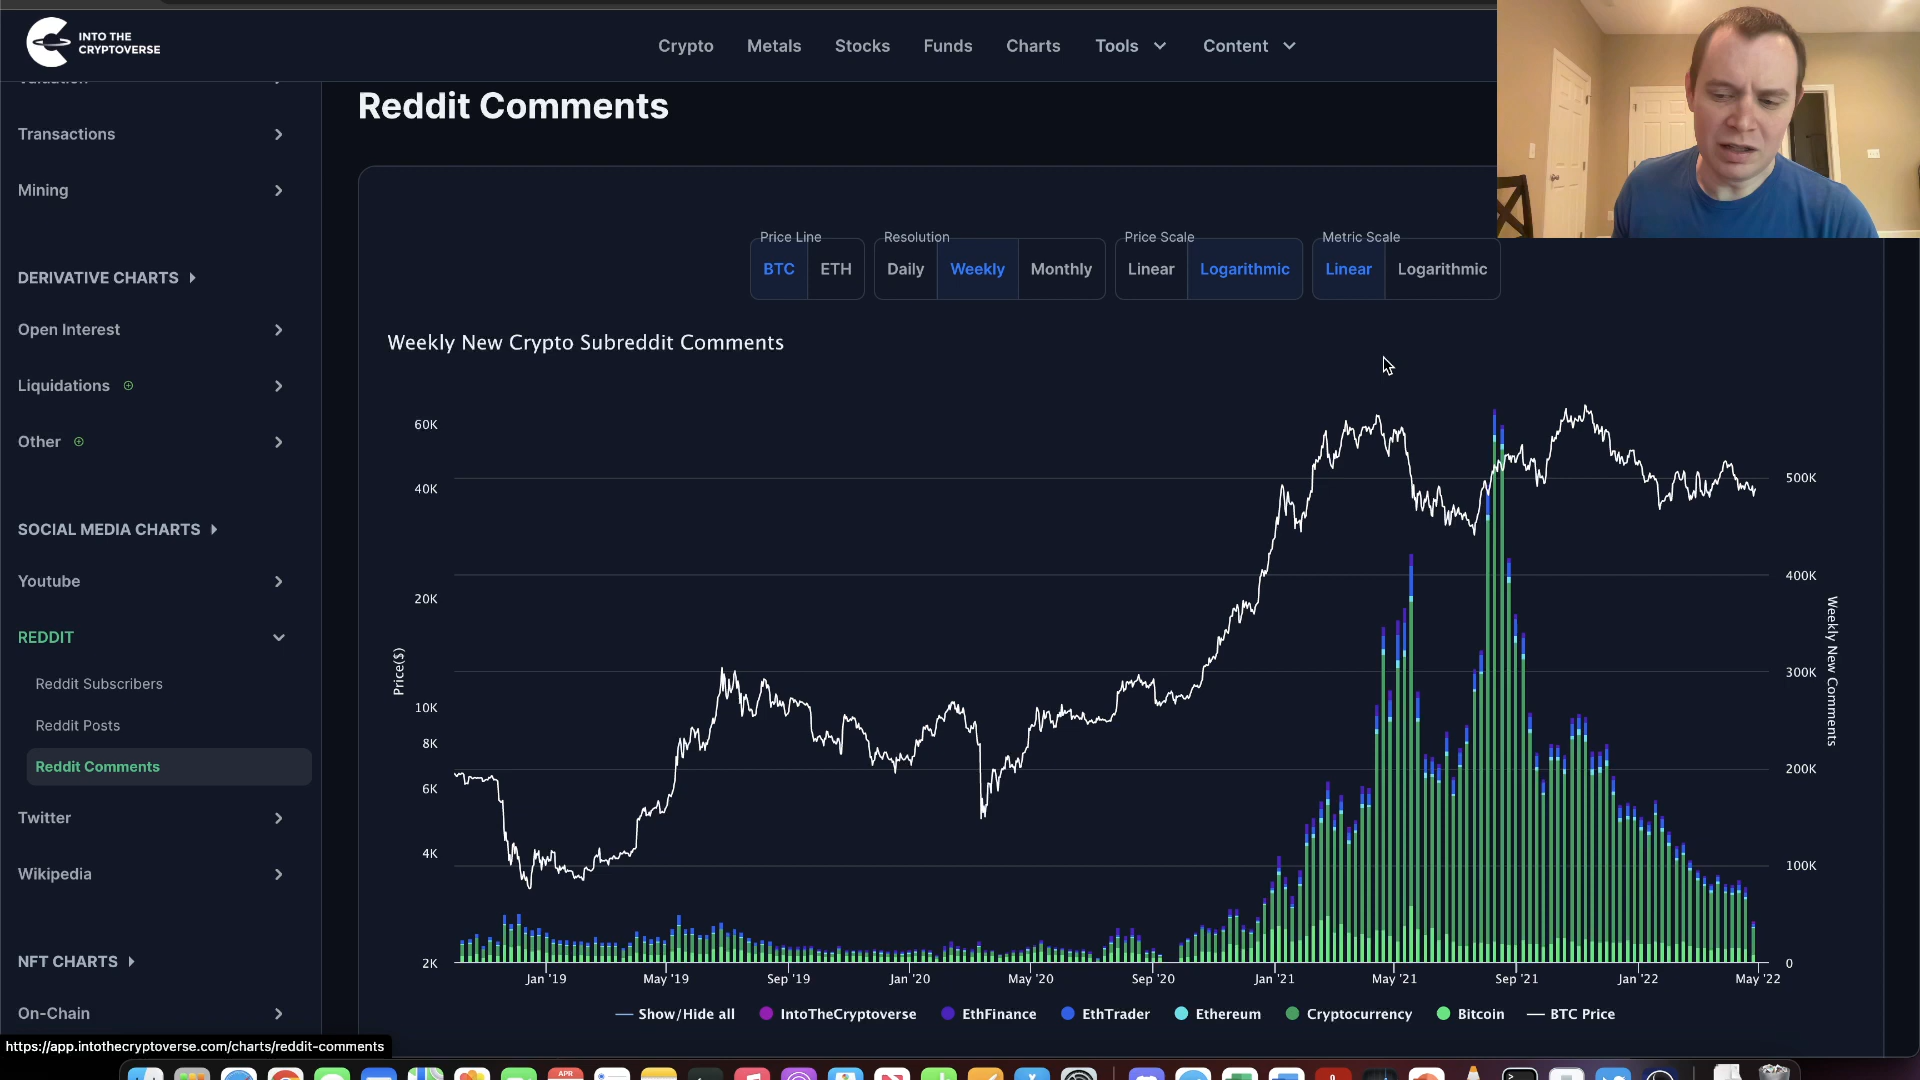 INTO THE
CRYPTOVERSE
Crypto
Metals
Stocks
Funds
Charts
Tools
Content
Transactions
Mining
DERIVATIVE CHARTS
Open Interest
Liquidations
Other
SOCIAL MEDIA CHARTS
Youtube
REDDIT
Reddit Subscribers
Reddit Posts
Reddit Comments
Twitter
Wikipedia
NFT CHARTS
On-Chain
https://app.intothecryptoverse.com/charts/reddit-comments
Reddit Comments
Price Line
BTC
ETH
Resolution
Daily
Weekly
Monthly
Price Scale
Linear
Logarithmic
Metric Scale
Linear
Logarithmic
Weekly New Crypto Subreddit Comments
60K
40K
20K
10K
8K
6K
4K
2K
Price($)
500K
400K
300K
200K
100K
0
Weekly New Comments
Jan '19
May '19
Sep '19
Jan '20
May '20
Sep '20
Jan '21
May '21
Sep '21
Jan '22
May '22
Show/Hide all
IntoTheCryptoverse
EthFinance
EthTrader
Ethereum
Cryptocurrency
Bitcoin
BTC Price
APR